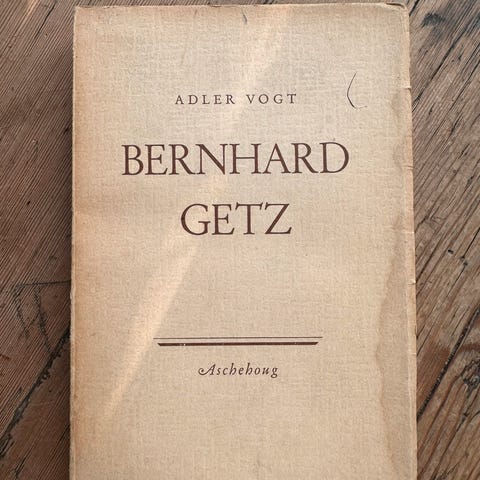 ADLER VOGT
BERNHARD
GETZ
Aschehoug